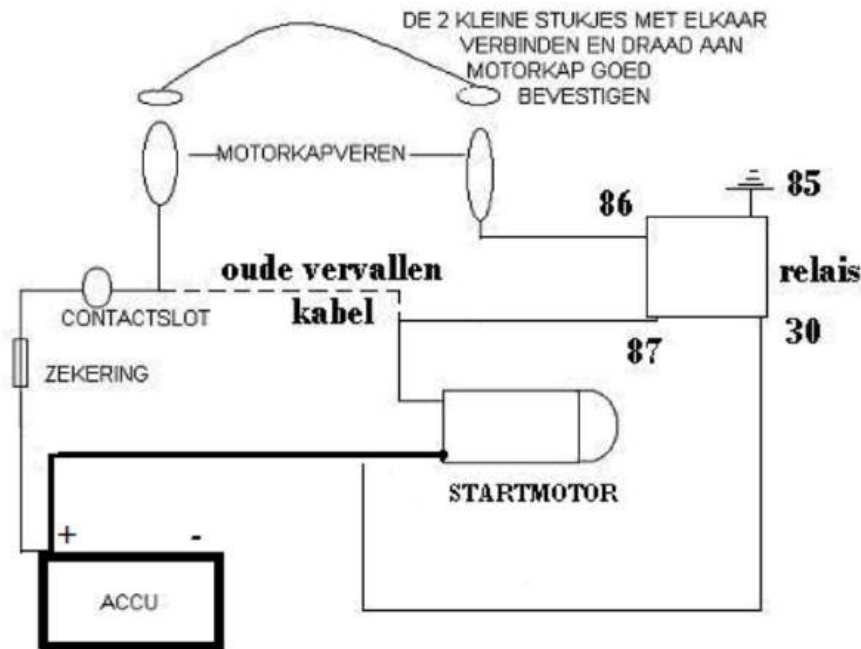 DE 2 KLEINE STUKJES MET ELKAAR
VERBINDEN EN DRAAD AAN
MOTORKAP GOED
BEVESTIGEN
MOTORKAPVEREN
86
85
oude vervallen
kabel
relais
CONTACTSLOT
87
30
ZEKERING
STARTMOTOR
+ -
ACCU